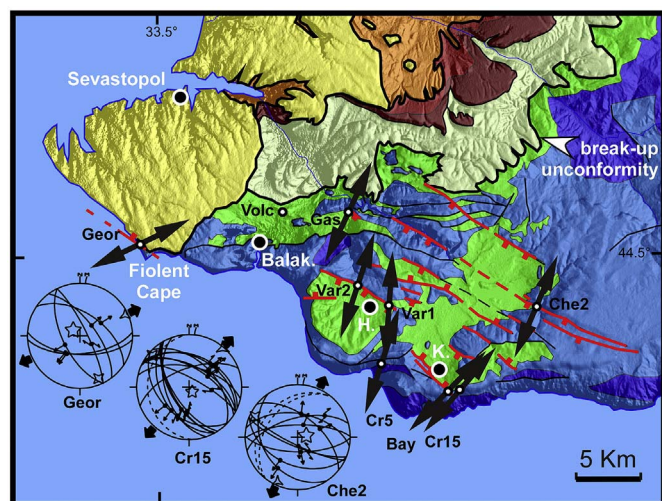 33.5°
Sevastopol
break-up
unconformity
Volc
Gas
Geor
Balak.
44.5°
Fiolent
Cape
Var2
Var1
Che2
H.
K.
Geor
Cr15
Che2
Cr5
Bay
Cr15
5 Km